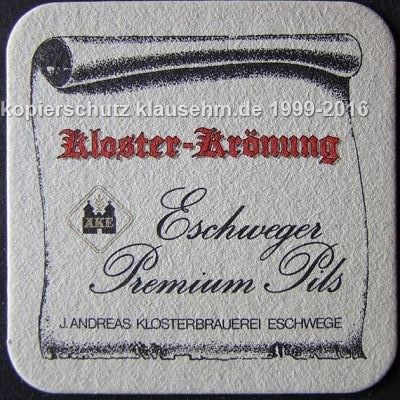 kopierschutz klausehm.de 1999-2016
Kloster-Krönung
AKE
Eschweger
Premium Pils
J. ANDREAS KLOSTERBRAUEREI ESCHWEGE